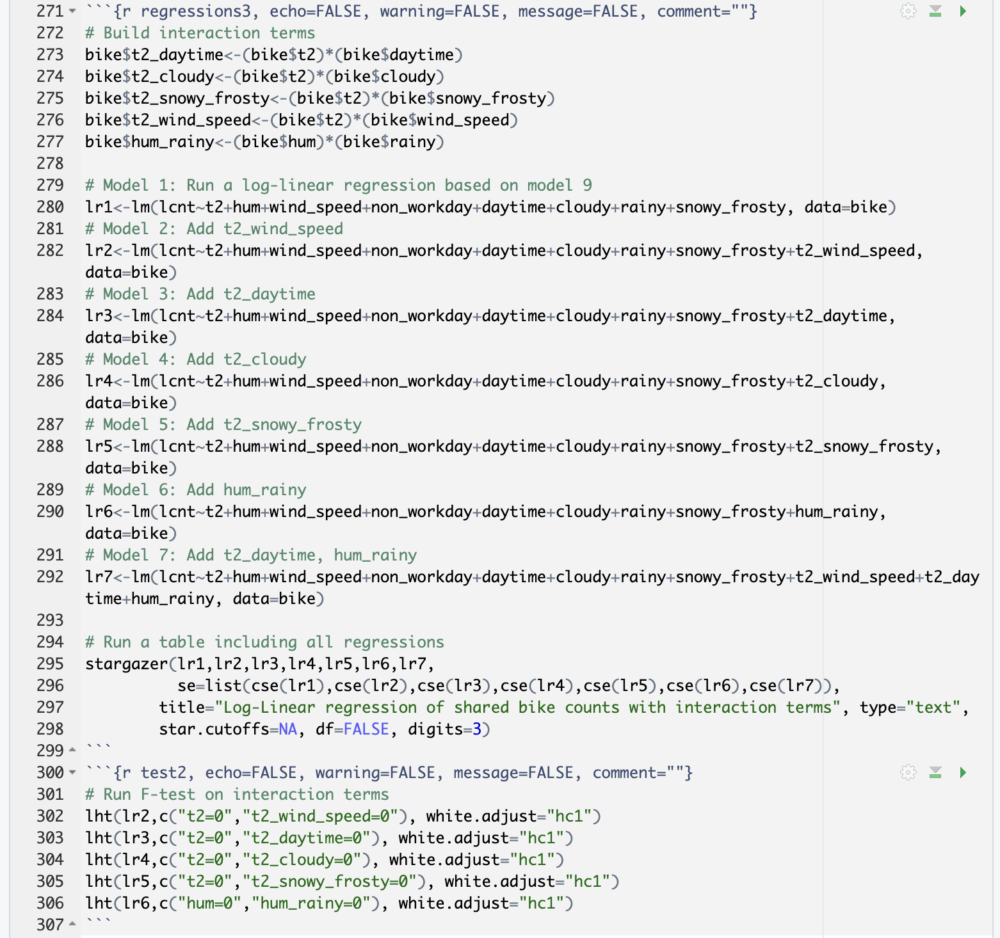 271 ```{r regressions3, echo=FALSE, warning=FALSE, message=FALSE, comment=""}
272 # Build interaction terms
273 bike$t2_daytime<-(bike$t2)*(bike$daytime)
274 bike$t2_cloudy<-(bike$t2)*(bike$cloudy)
275 bike$t2_snowy_frosty<-(bike$t2)*(bike$snowy_frosty)
276 bike$t2_wind_speed<-(bike$t2)*(bike$wind_speed)
277 bike$hum_rainy<-(bike$hum)*(bike$rainy)
278
279 # Model 1: Run a log-linear regression based on model 9
280 lr1<-lm(lcnt~t2+hum+wind_speed+non_workday+daytime+cloudy+rainy+snowy_frosty, data=bike)
281 # Model 2: Add t2_wind_speed
282 lr2<-lm(lcnt~t2+hum+wind_speed+non_workday+daytime+cloudy+rainy+snowy_frosty+t2_wind_speed,
data=bike)
283 # Model 3: Add t2_daytime
284 lr3<-lm(lcnt~t2+hum+wind_speed+non_workday+daytime+cloudy+rainy+snowy_frosty+t2_daytime,
data=bike)
285 # Model 4: Add t2_cloudy
286 lr4<-lm(lcnt~t2+hum+wind_speed+non_workday+daytime+cloudy+rainy+snowy_frosty+t2_cloudy,
data=bike)
287 # Model 5: Add t2_snowy_frosty
288 lr5<-lm(lcnt~t2+hum+wind_speed+non_workday+daytime+cloudy+rainy+snowy_frosty+t2_snowy_frosty,
data=bike)
289 # Model 6: Add hum_rainy
290 lr6<-lm(lcnt~t2+hum+wind_speed+non_workday+daytime+cloudy+rainy+snowy_frosty+hum_rainy,
data=bike)
291 # Model 7: Add t2_daytime, hum_rainy
292 lr7<-lm(lcnt~t2+hum+wind_speed+non_workday+daytime+cloudy+rainy+snowy_frosty+t2_wind_speed+t2_day
time+hum_rainy, data=bike)
293
294 # Run a table including all regressions
295 stargazer(lr1,lr2,lr3,lr4,lr5,lr6,lr7,
296 se=list(cse(lr1),cse(lr2),cse(lr3),cse(lr4),cse(lr5),cse(lr6),cse(lr7)),
297 title="Log-Linear regression of shared bike counts with interaction terms", type="text",
298 star.cutoffs=NA, df=FALSE, digits=3)
299 ```
300 ```{r test2, echo=FALSE, warning=FALSE, message=FALSE, comment=""}
301 # Run F-test on interaction terms
302 lht(lr2,c("t2=0","t2_wind_speed=0"), white.adjust="hc1")
303 lht(lr3,c("t2=0","t2_daytime=0"), white.adjust="hc1")
304 lht(lr4,c("t2=0","t2_cloudy=0"), white.adjust="hc1")
305 lht(lr5,c("t2=0","t2_snowy_frosty=0"), white.adjust="hc1")
306 lht(lr6,c("hum=0","hum_rainy=0"), white.adjust="hc1")
307 ```